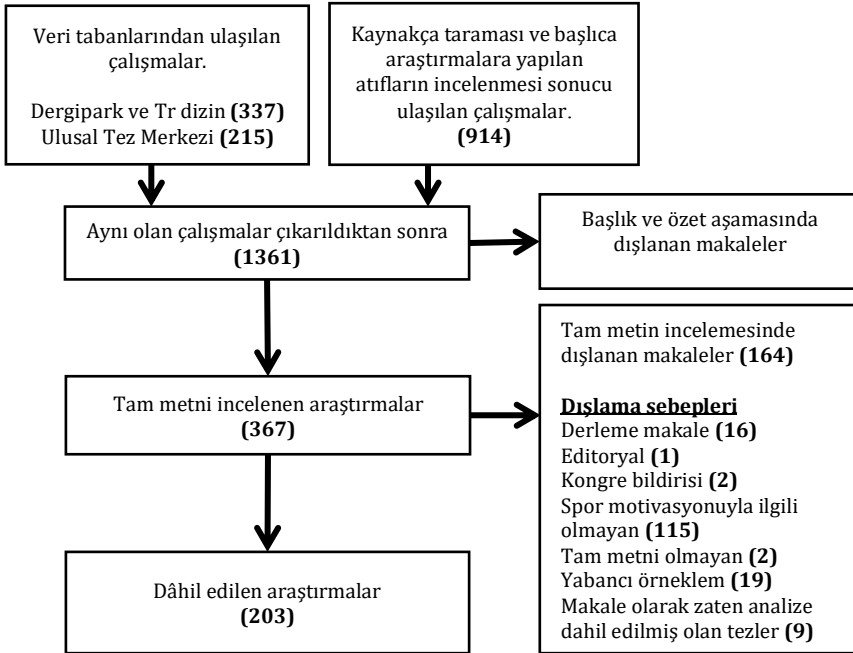 Veri tabanlarından ulaşılan
çalışmalar.
Dergipark ve Tr dizin (337)
Ulusal Tez Merkezi (215)
Kaynakça taraması ve başlıca
araştırmalara yapılan
atıfların incelenmesi sonucu
ulaşılan çalışmalar.
(914)
Aynı olan çalışmalar çıkarıldıktan sonra
(1361)
Başlık ve özet aşamasında
dışlanan makaleler
Tam metni incelenen araştırmalar
(367)
Tam metin incelemesinde
dışlanan makaleler (164)
Dışlama sebepleri
Derleme makale (16)
Editoryal (1)
Kongre bildirisi (2)
Spor motivasyonuyla ilgili
olmayan (115)
Tam metni olmayan (2)
Yabancı örneklem (19)
Makale olarak zaten analize
dahil edilmiş olan tezler (9)
Dâhil edilen araştırmalar
(203)